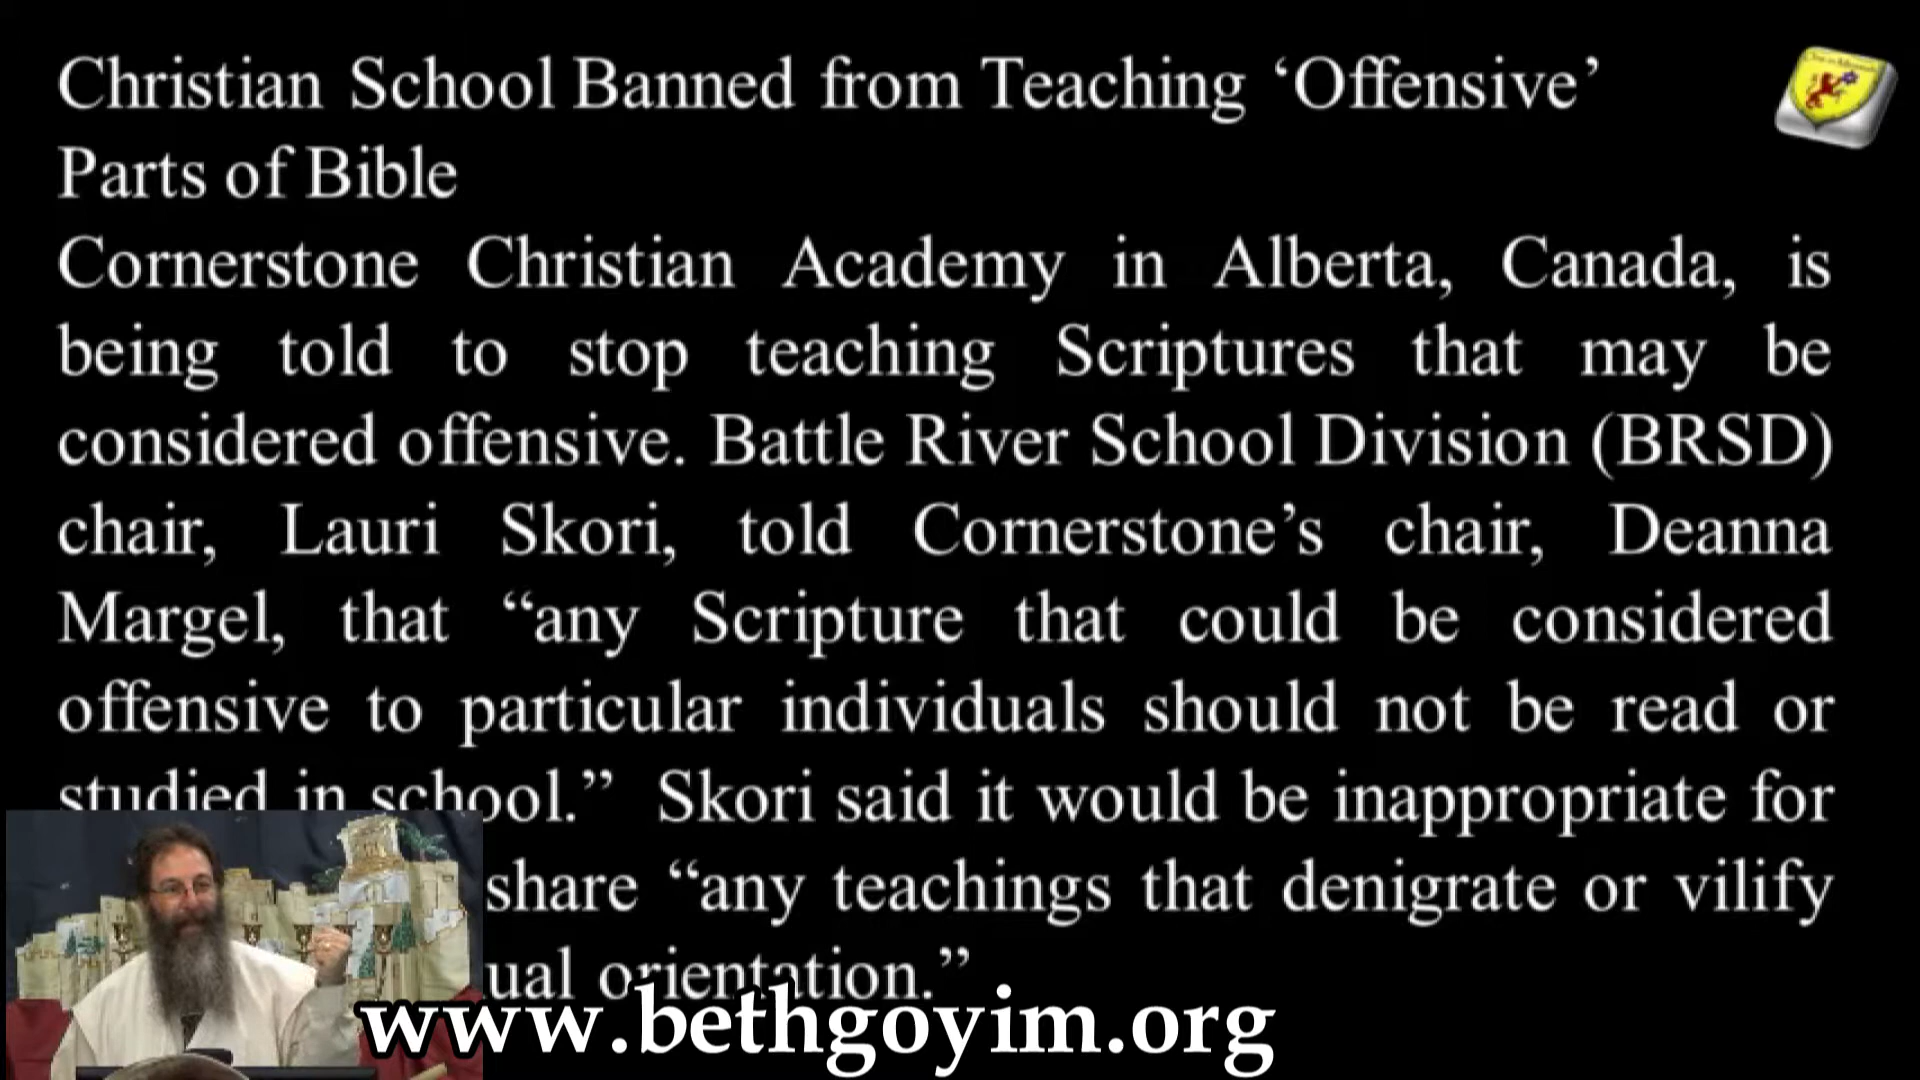 Christian School Banned from Teaching ‘Offensive’
Parts of Bible
Cornerstone Christian Academy in Alberta, Canada, is
being told to stop teaching Scriptures that may be
considered offensive. Battle River School Division (BRSD)
chair, Lauri Skori, told Cornerstone’s chair, Deanna
Margel, that “any Scripture that could be considered
offensive to particular individuals should not be read or
studied in school.” Skori said it would be inappropriate for
share “any teachings that denigrate or vilify
ual orientation.”
www.bethgoyim.org